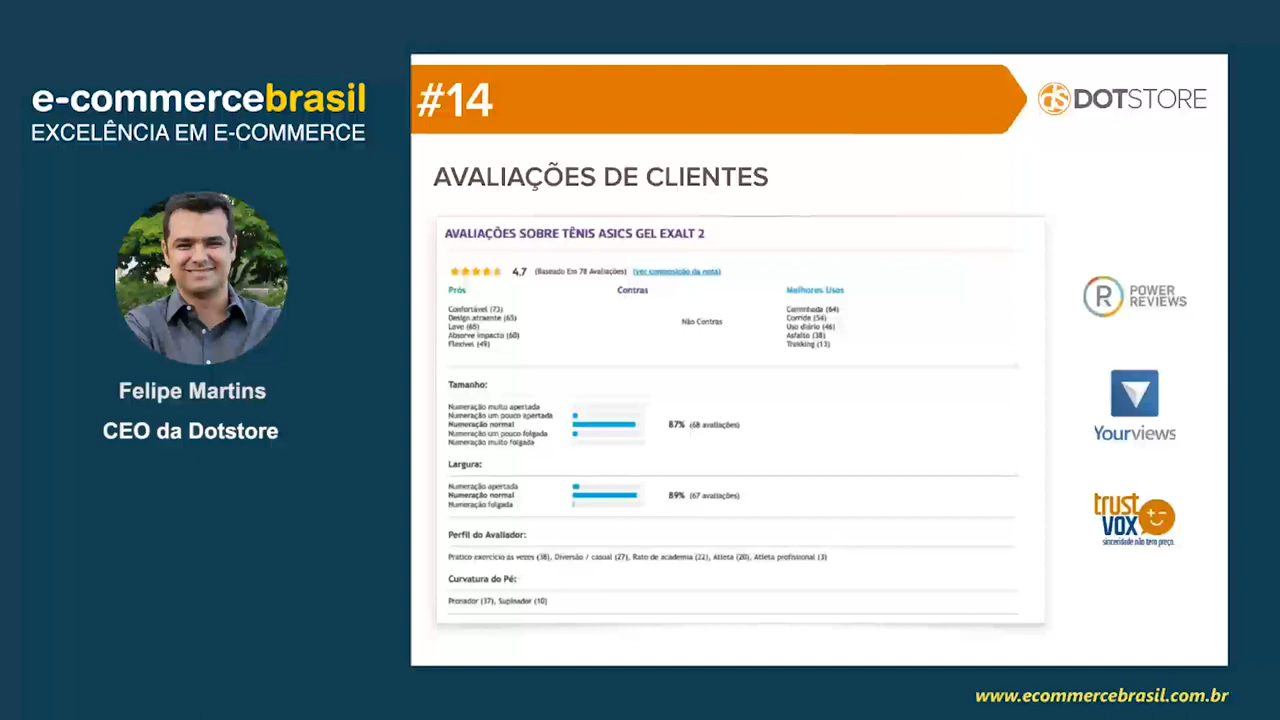 e-commercebrasil
EXCELÊNCIA EM E-COMMERCE
Felipe Martins
CEO da Dotstore
#14
DOTSTORE
AVALIAÇÕES DE CLIENTES
AVALIAÇÕES SOBRE TÊNIS ASICS GEL EXALT 2
4,7 (Baseado Em 78 Avaliações) (ver composição da nota)
Prós Contras Melhores Usos
Confortável (73)
Design atraente (65)
Leve (65)
Absorve impacto (60)
Flexível (49)
Não Contras
Caminhada (64)
Corrida (54)
Uso diário (46)
Asfalto (38)
Trekking (13)
Tamanho:
Numeração muito apertada
Numeração um pouco apertada
Numeração normal 87% (68 avaliações)
Numeração um pouco folgada
Numeração muito folgada
Largura:
Numeração apertada
Numeração normal 89% (67 avaliações)
Numeração folgada
Perfil do Avaliador:
Pratico exercício às vezes (38), Diversão / casual (27), Rato de academia (22), Atleta (20), Atleta profissional (3)
Curvatura do Pé:
Pronador (37), Supinador (10)
R POWER
REVIEWS
Yourviews
trust
vox
sinceridade não tem preço.
www.ecommercebrasil.com.br